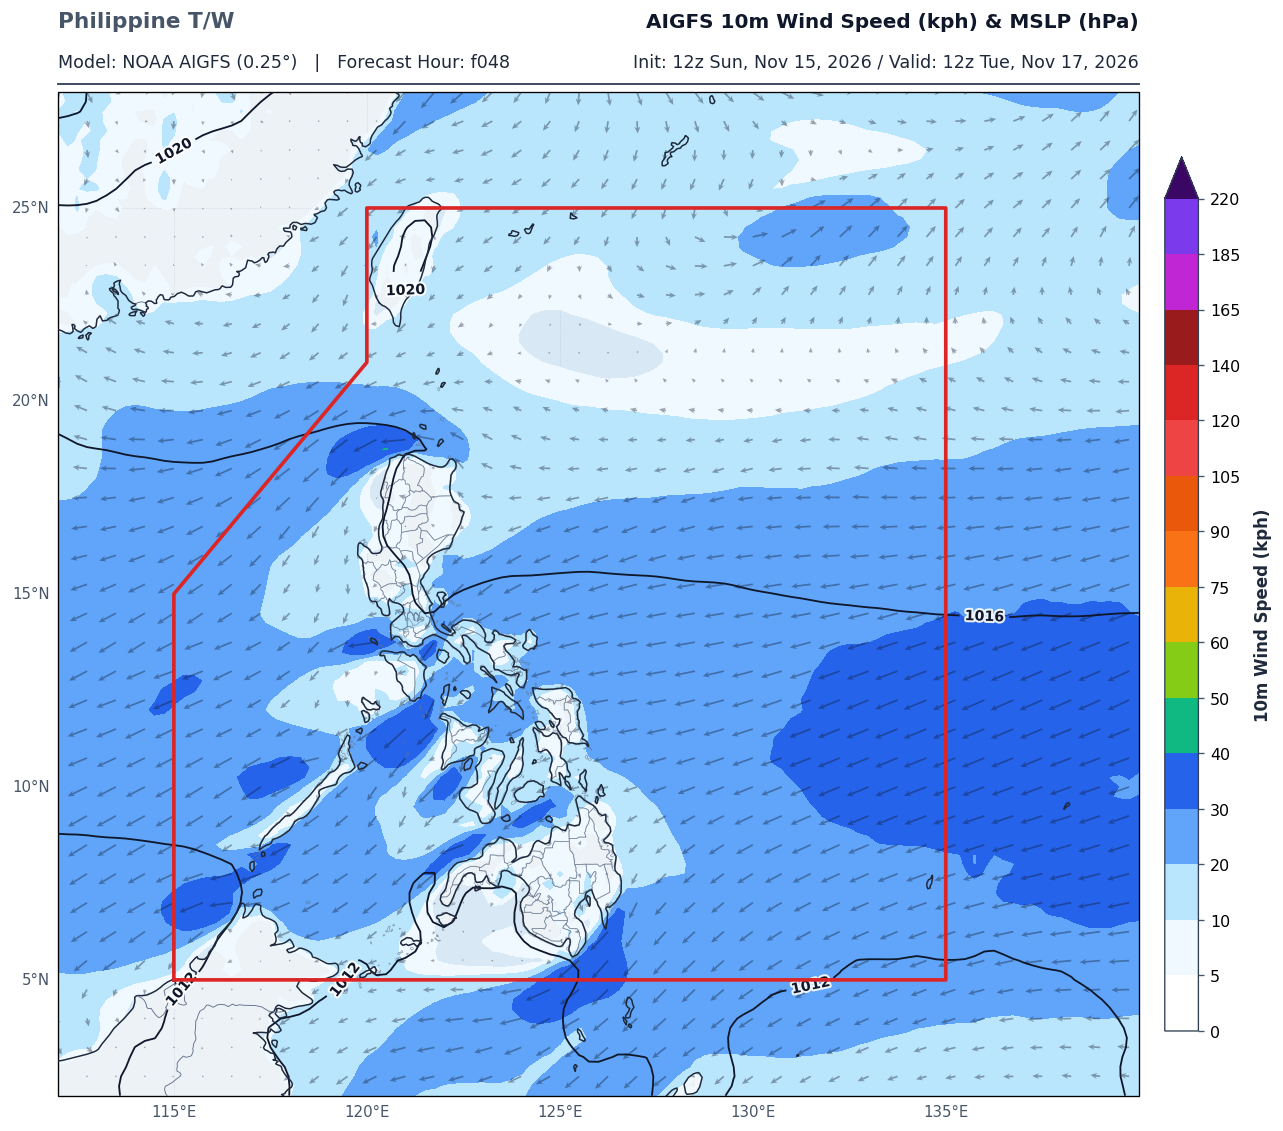 Philippine T/W
AIGFS 10m Wind Speed (kph) & MSLP (hPa)
Model: NOAA AIGFS (0.25°) | Forecast Hour: f048
Init: 12z Sun, Nov 15, 2026 / Valid: 12z Tue, Nov 17, 2026
1020
25°N
1020
20°N
15°N
1016
10°N
5°N
1012
1012
1012
115°E
120°E
125°E
130°E
135°E
220
185
165
140
120
105
90
75
60
50
40
30
20
10
5
0
10m Wind Speed (kph)